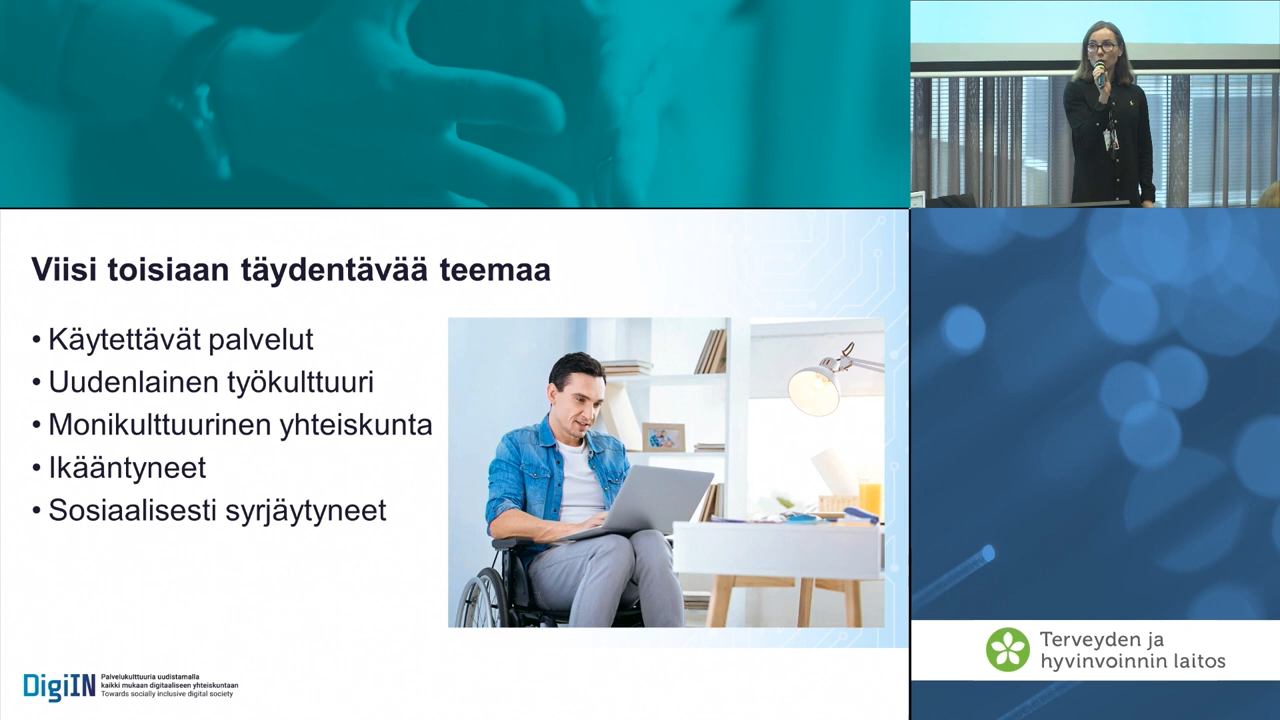 Viisi toisiaan täydentävää teemaa
• Käytettävät palvelut
• Uudenlainen työkulttuuri
• Monikulttuurinen yhteiskunta
• Ikääntyneet
• Sosiaalisesti syrjäytyneet
DigiIN
Palvelukulttuuria uudistamalla
kaikki mukaan digitaaliseen yhteiskuntaan
Towards socially inclusive digital society
Terveyden ja
hyvinvoinnin laitos